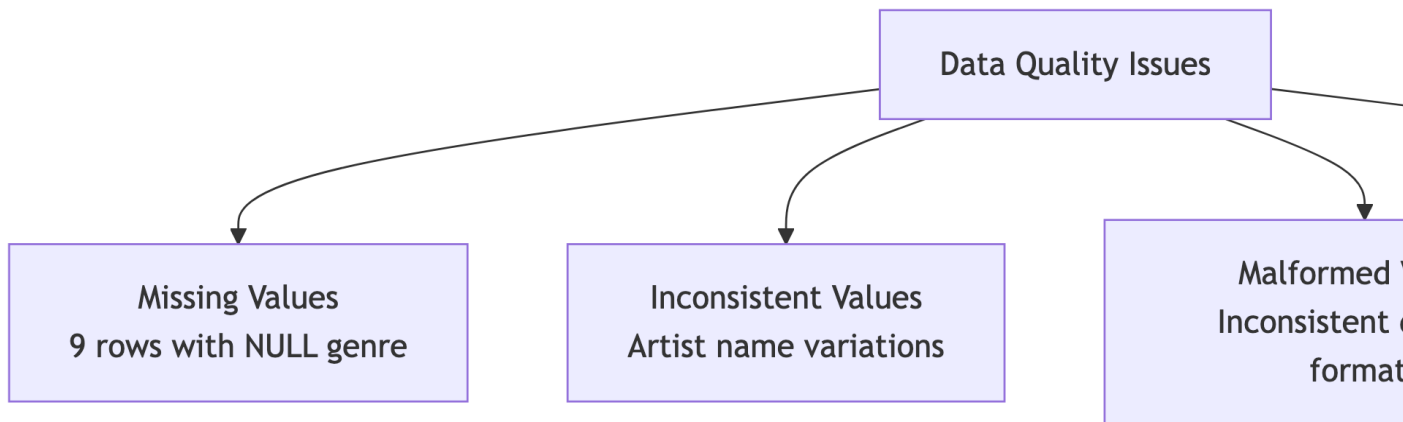 Data Quality Issues
Missing Values
9 rows with NULL genre
Inconsistent Values
Artist name variations
Malformed
Inconsistent
format